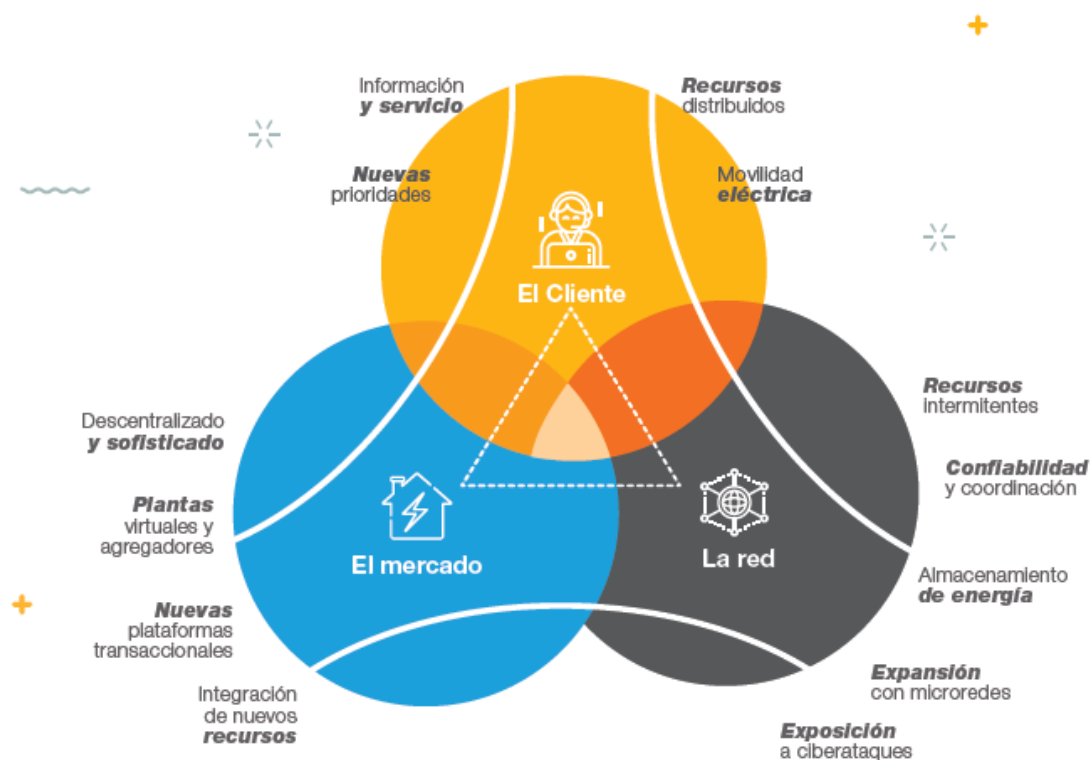 Información
y servicio
Recursos
distribuidos
Nuevas
prioridades
Movilidad
eléctrica
El Cliente
Descentralizado
y sofisticado
Recursos
intermitentes
Plantas
virtuales y
agregadores
Confiabilidad
y coordinación
El mercado
La red
Nuevas
plataformas
transaccionales
Almacenamiento
de energía
Integración
de nuevos
recursos
Expansión
con microredes
Exposición
a ciberataques